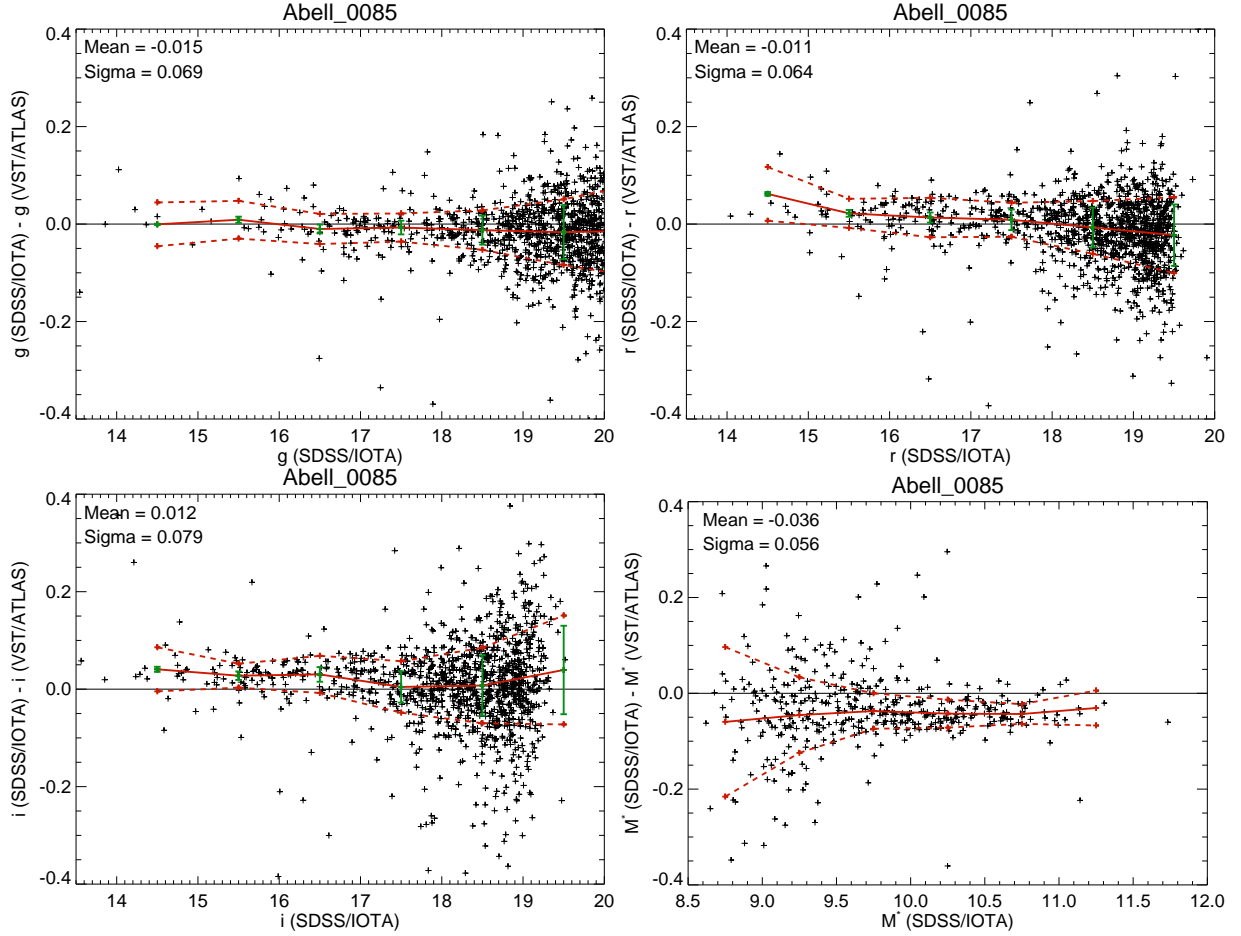 Abell_0085
Mean = -0.015
Sigma = 0.069
0.4
0.2
0.0
-0.2
-0.4
g (SDSS/IOTA) - g (VST/ATLAS)
14 15 16 17 18 19 20
g (SDSS/IOTA)
Abell_0085
Mean = -0.011
Sigma = 0.064
0.4
0.2
0.0
-0.2
-0.4
r (SDSS/IOTA) - r (VST/ATLAS)
14 15 16 17 18 19 20
r (SDSS/IOTA)
Abell_0085
Mean = 0.012
Sigma = 0.079
0.4
0.2
0.0
-0.2
-0.4
i (SDSS/IOTA) - i (VST/ATLAS)
14 15 16 17 18 19 20
i (SDSS/IOTA)
Abell_0085
Mean = -0.036
Sigma = 0.056
0.4
0.2
-0.0
-0.2
-0.4
M* (SDSS/IOTA) - M* (VST/ATLAS)
8.5 9.0 9.5 10.0 10.5 11.0 11.5 12.0
M* (SDSS/IOTA)